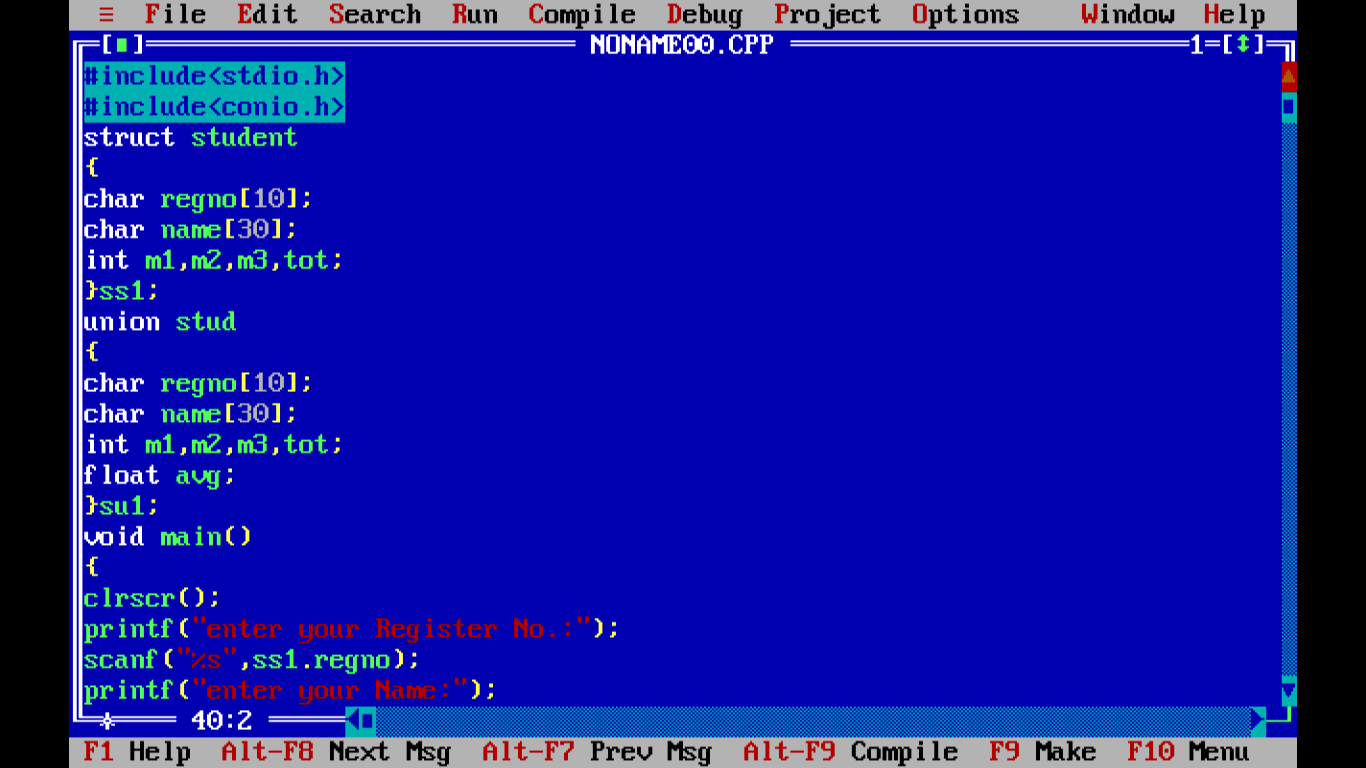 ≡ File Edit Search Run Compile Debug Project Options Window Help
[■] NONAME00.CPP 1=[↕]
#include<stdio.h>
#include<conio.h>
struct student
{
char regno[10];
char name[30];
int m1,m2,m3,tot;
}ss1;
union stud
{
char regno[10];
char name[30];
int m1,m2,m3,tot;
float avg;
}su1;
void main()
{
clrscr();
printf("enter your Register No.:");
scanf("%s",ss1.regno);
printf("enter your Name:");
40:2
F1 Help Alt-F8 Next Msg Alt-F7 Prev Msg Alt-F9 Compile F9 Make F10 Menu